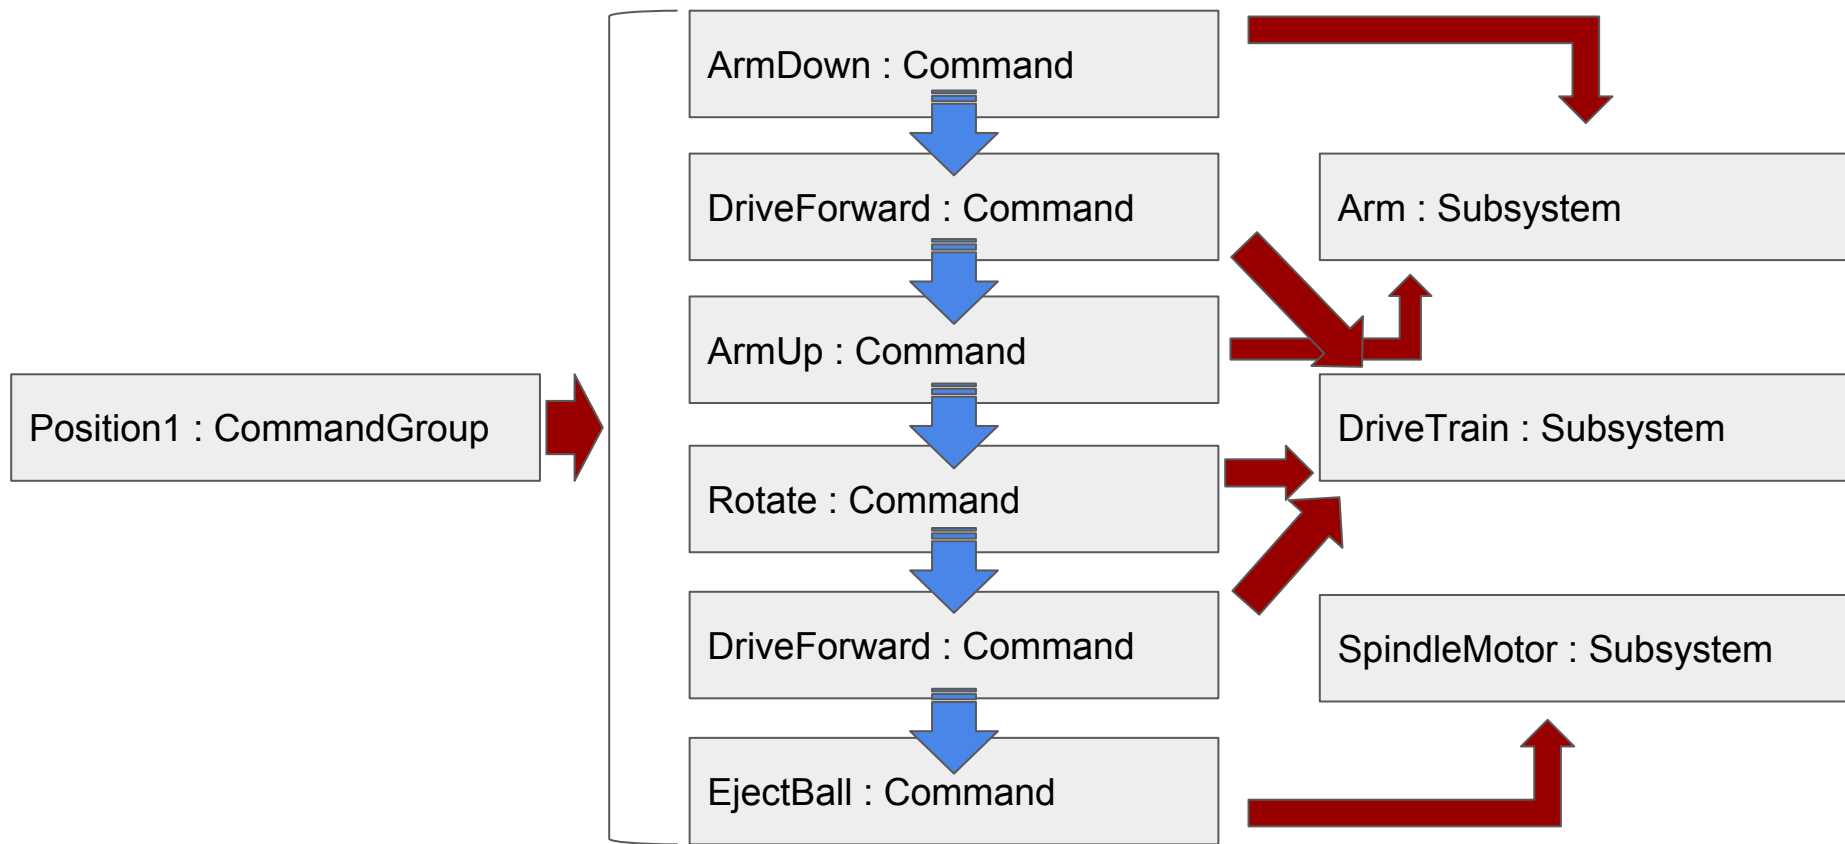 ArmDown : Command
DriveForward : Command
Arm : Subsystem
ArmUp : Command
Position1 : CommandGroup
DriveTrain : Subsystem
Rotate : Command
DriveForward : Command
SpindleMotor : Subsystem
EjectBall : Command